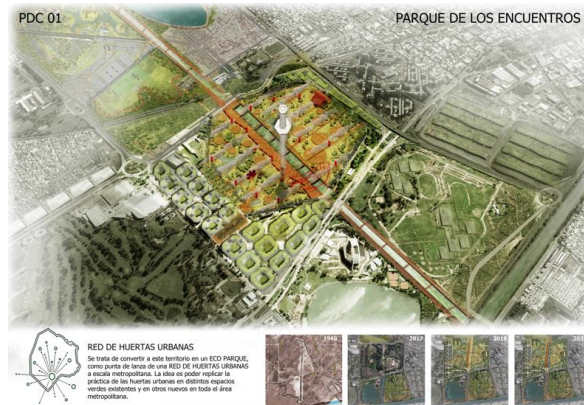 PDC 01
PARQUE DE LOS ENCUENTROS
RED DE HUERTAS URBANAS
Se trata de convertir a este territorio en un ECO PARQUE,
como punta de lanza de una RED DE HUERTAS URBANAS
a escala metropolitana. La idea es poder replicar la
práctica de las huertas urbanas en distintos espacios
verdes existentes y en otros nuevos en toda el área
metropolitana.
1940
2017